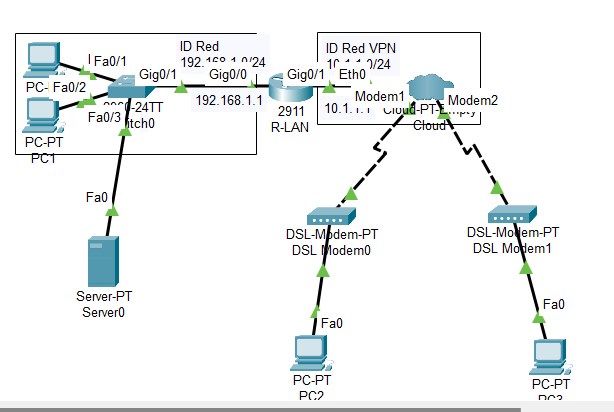 ID Red
192.168.1.0/24
ID Red VPN
10.1.1.0/24
Fa0/1
Gig0/1
Gig0/0
Gig0/1
Eth0
PC-
Fa0/2
Fa0/3
-24TT
itch0
192.168.1.1
2911
R-LAN
10.1.1.1
Modem1
Modem2
Cloud-PT-Empty
Cloud
PC-PT
PC1
Fa0
Server-PT
Server0
DSL-Modem-PT
DSL Modem0
DSL-Modem-PT
DSL Modem1
Fa0
PC-PT
PC2
Fa0
PC-PT
PC3